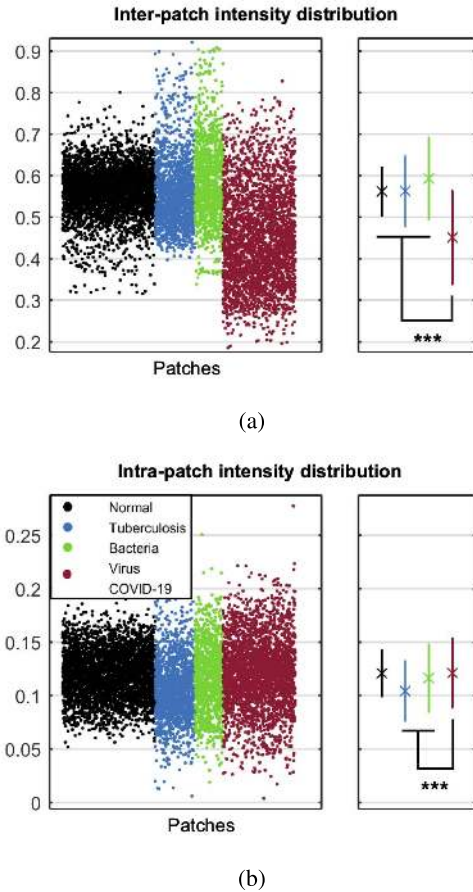 Inter-patch intensity distribution
0.9
0.8
0.7
0.6
0.5
0.4
0.3
0.2
***
Patches
(a)
Intra-patch intensity distribution
Normal
Tuberculosis
Bacteria
Virus
COVID-19
0.25
0.2
0.15
0.1
0.05
0
***
Patches
(b)